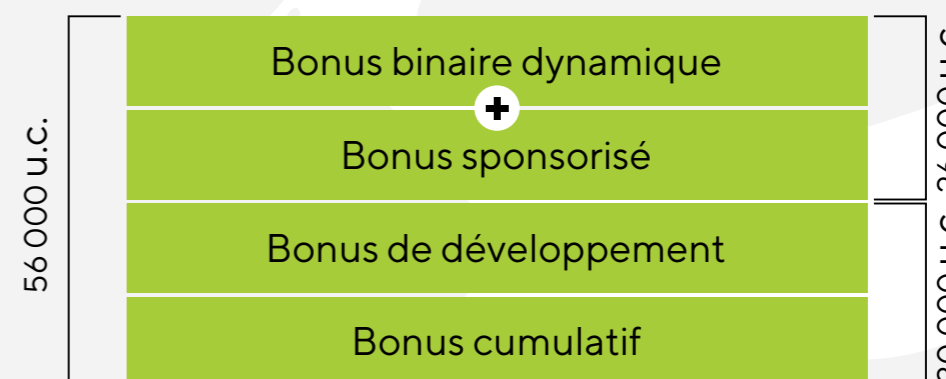 56 000 u.c.
Bonus binaire dynamique
+
Bonus sponsorisé
Bonus de développement
Bonus cumulatif